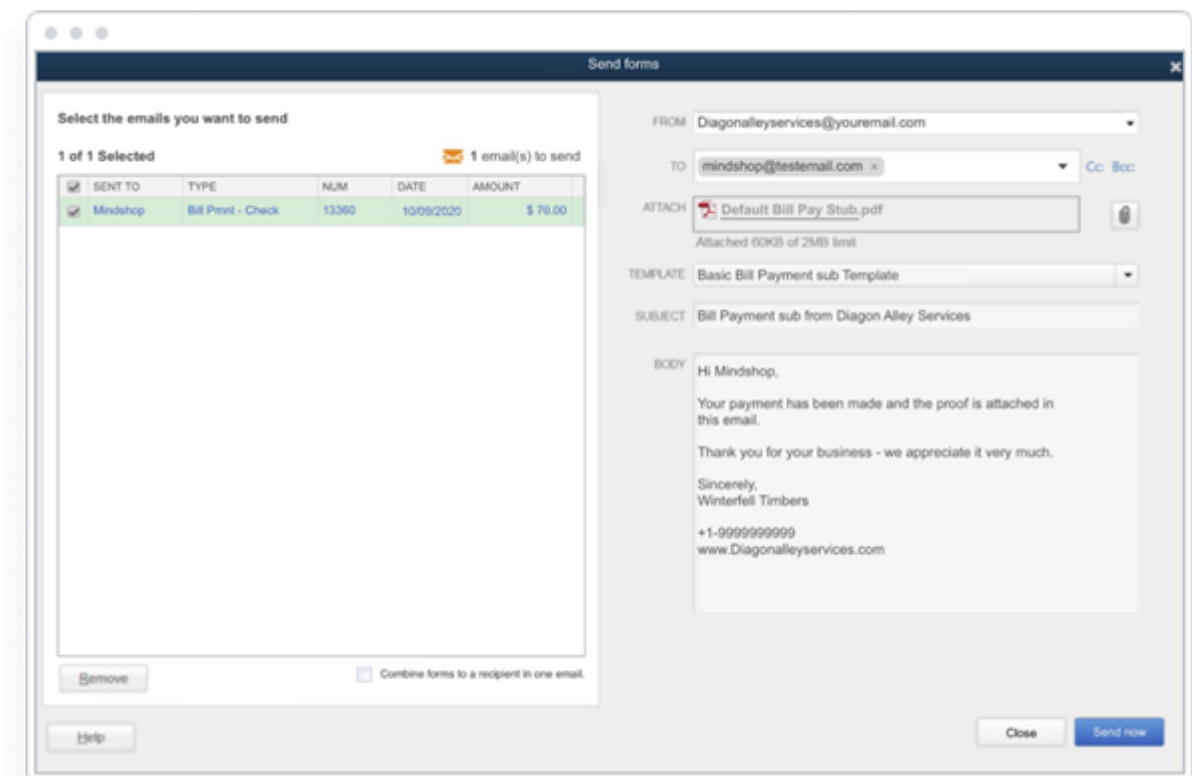 Send forms
Select the emails you want to send
1 of 1 Selected
1 email(s) to send
SENT TO TYPE NUM DATE AMOUNT
Mindshop Bill Pmnt - Check 13360 10/09/2020 $ 70.00
Remove
Combine forms to a recipient in one email.
Help
FROM Diagonalleyservices@youremail.com
TO mindshop@testemail.com × Cc Bcc
ATTACH Default Bill Pay Stub.pdf
Attached 60KB of 2MB limit
TEMPLATE Basic Bill Payment sub Template
SUBJECT Bill Payment sub from Diagon Alley Services
BODY
Hi Mindshop,
Your payment has been made and the proof is attached in
this email.
Thank you for your business - we appreciate it very much.
Sincerely,
Winterfell Timbers
+1-9999999999
www.Diagonalleyservices.com
Close
Send now